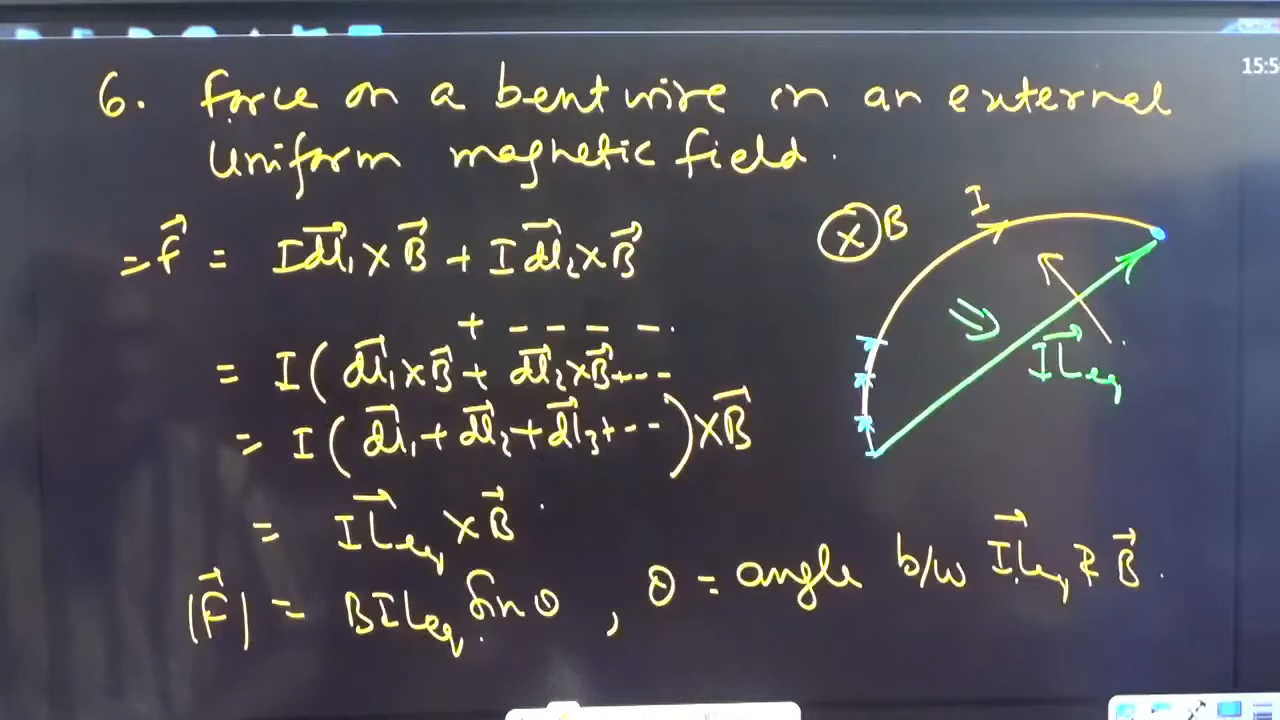 15:5
6. Force on a bent wire in an external
Uniform magnetic field.
= F⃗ = I dl⃗₁ × B⃗ + I dl⃗₂ × B⃗
+ - - - -.
= I ( dl⃗₁ × B⃗ + dl⃗₂ × B⃗ + ---
= I ( dl⃗₁ + dl⃗₂ + dl⃗₃ + --- ) × B⃗
= I L⃗eq × B⃗
|F⃗| = B I Leq Sin θ , θ = angle b/w I L⃗eq & B⃗.
X B
I
I L⃗eq